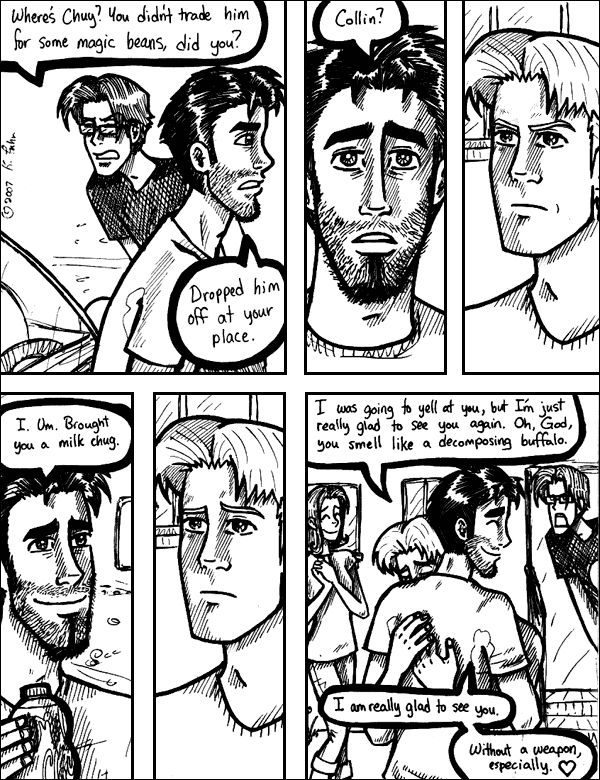 Where's Chuy? You didn't trade him
for some magic beans, did you?
©2007 K.
Dropped him
off at your
place.
Collin?
I. Um. Brought
you a milk chug.
I was going to yell at you, but I'm just
really glad to see you again. Oh, God,
you smell like a decomposing buffalo.
I am really glad to see you.
Without a weapon,
especially. ♡